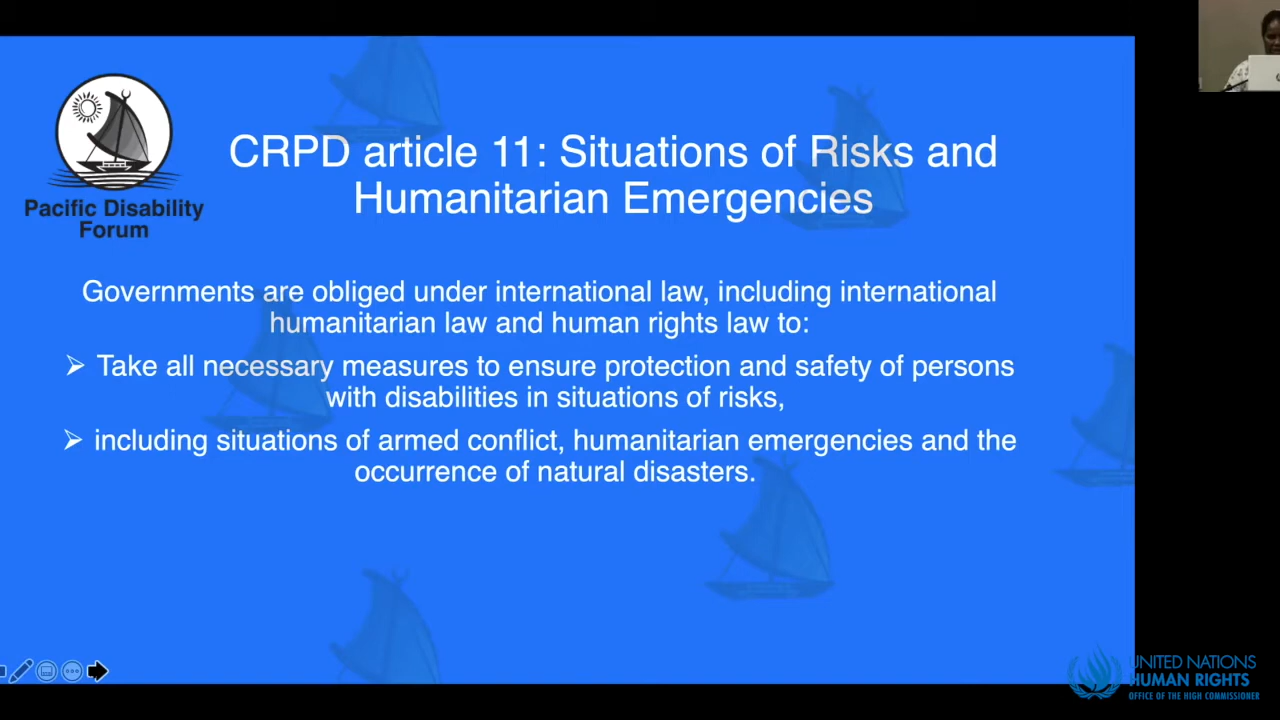 CRPD article 11: Situations of Risks and
Humanitarian Emergencies
Pacific Disability
Forum
Governments are obliged under international law, including international
humanitarian law and human rights law to:
Take all necessary measures to ensure protection and safety of persons
with disabilities in situations of risks,
including situations of armed conflict, humanitarian emergencies and the
occurrence of natural disasters.
UNITED NATIONS
HUMAN RIGHTS
OFFICE OF THE HIGH COMMISSIONER